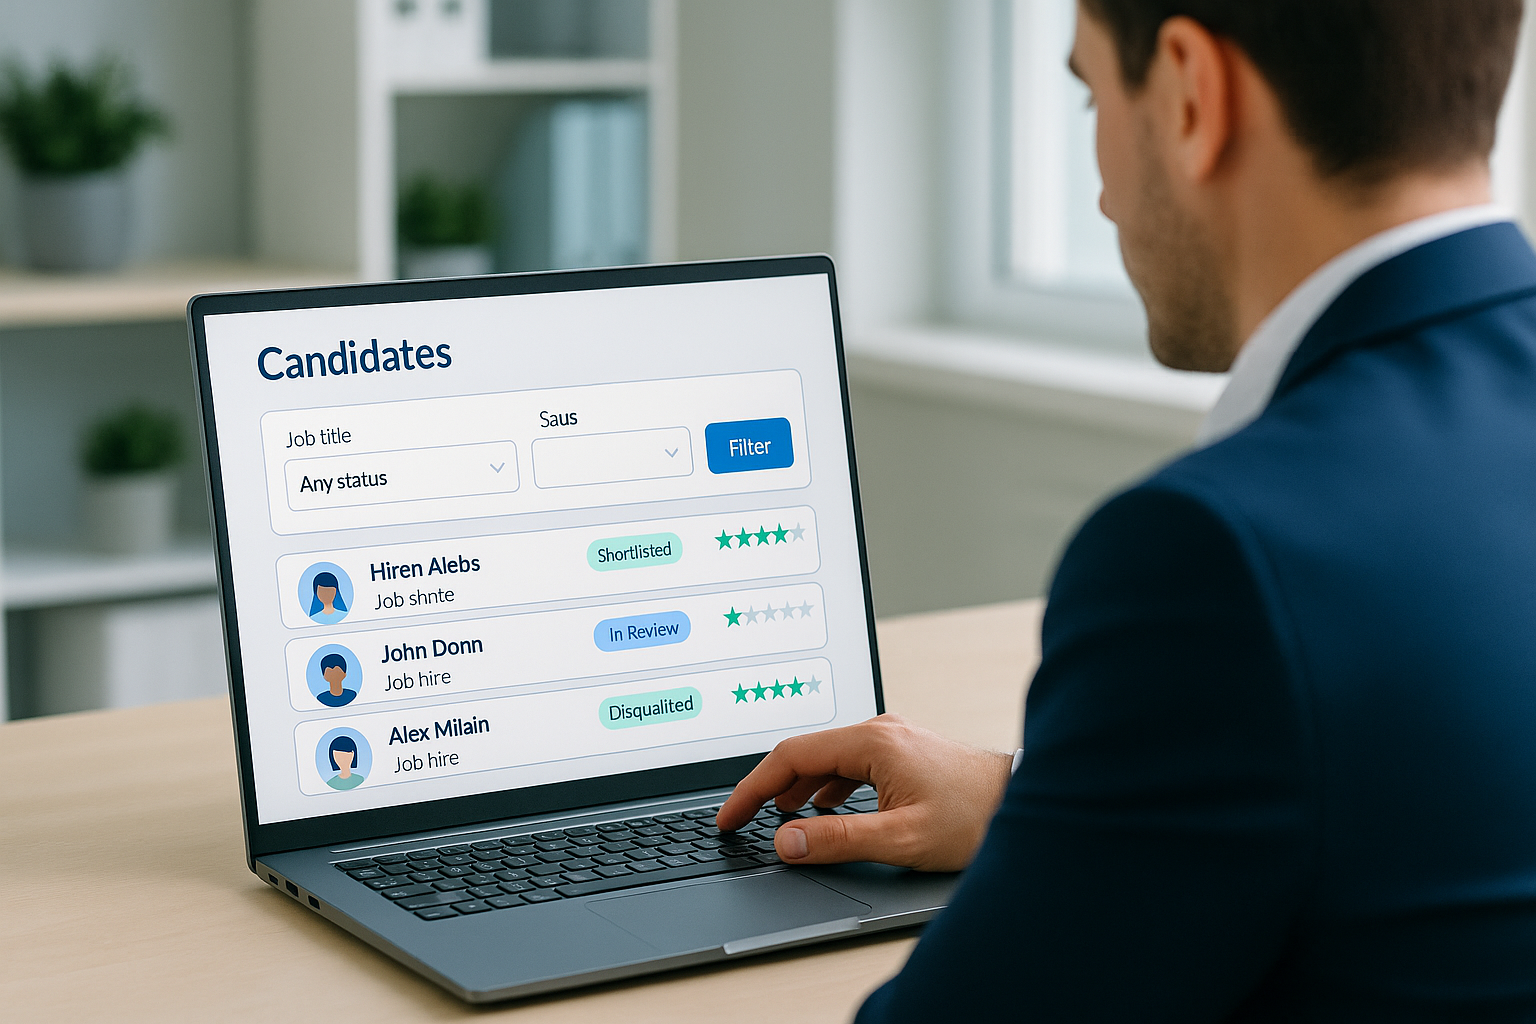 Candidates
Job title
Saus
Any status
Filter
Hiren Alebs
Job shnte
Shortlisted
John Donn
Job hire
In Review
Alex Milain
Job hire
Disqualited